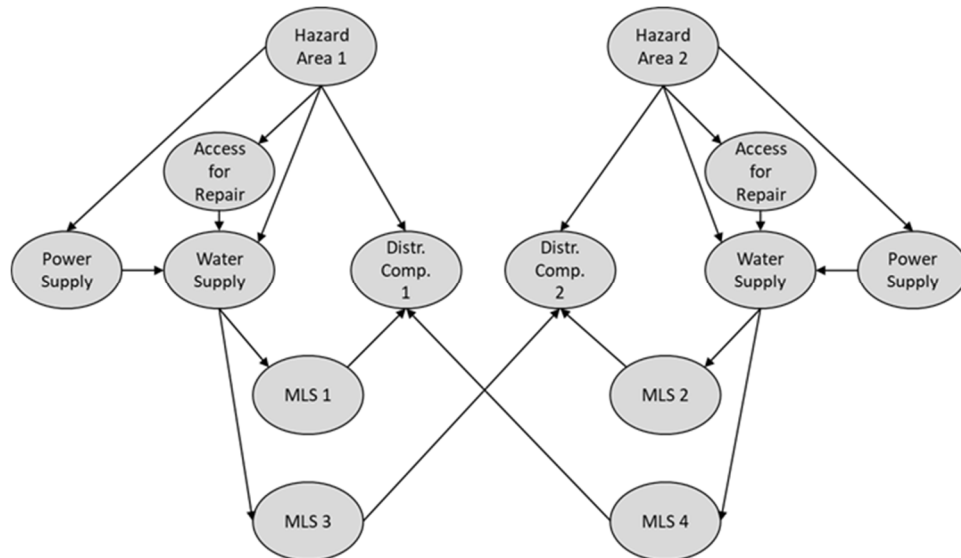 Hazard
Area 1
Hazard
Area 2
Access
for
Repair
Access
for
Repair
Power
Supply
Water
Supply
Distr.
Comp.
1
Distr.
Comp.
2
Water
Supply
Power
Supply
MLS 1
MLS 2
MLS 3
MLS 4